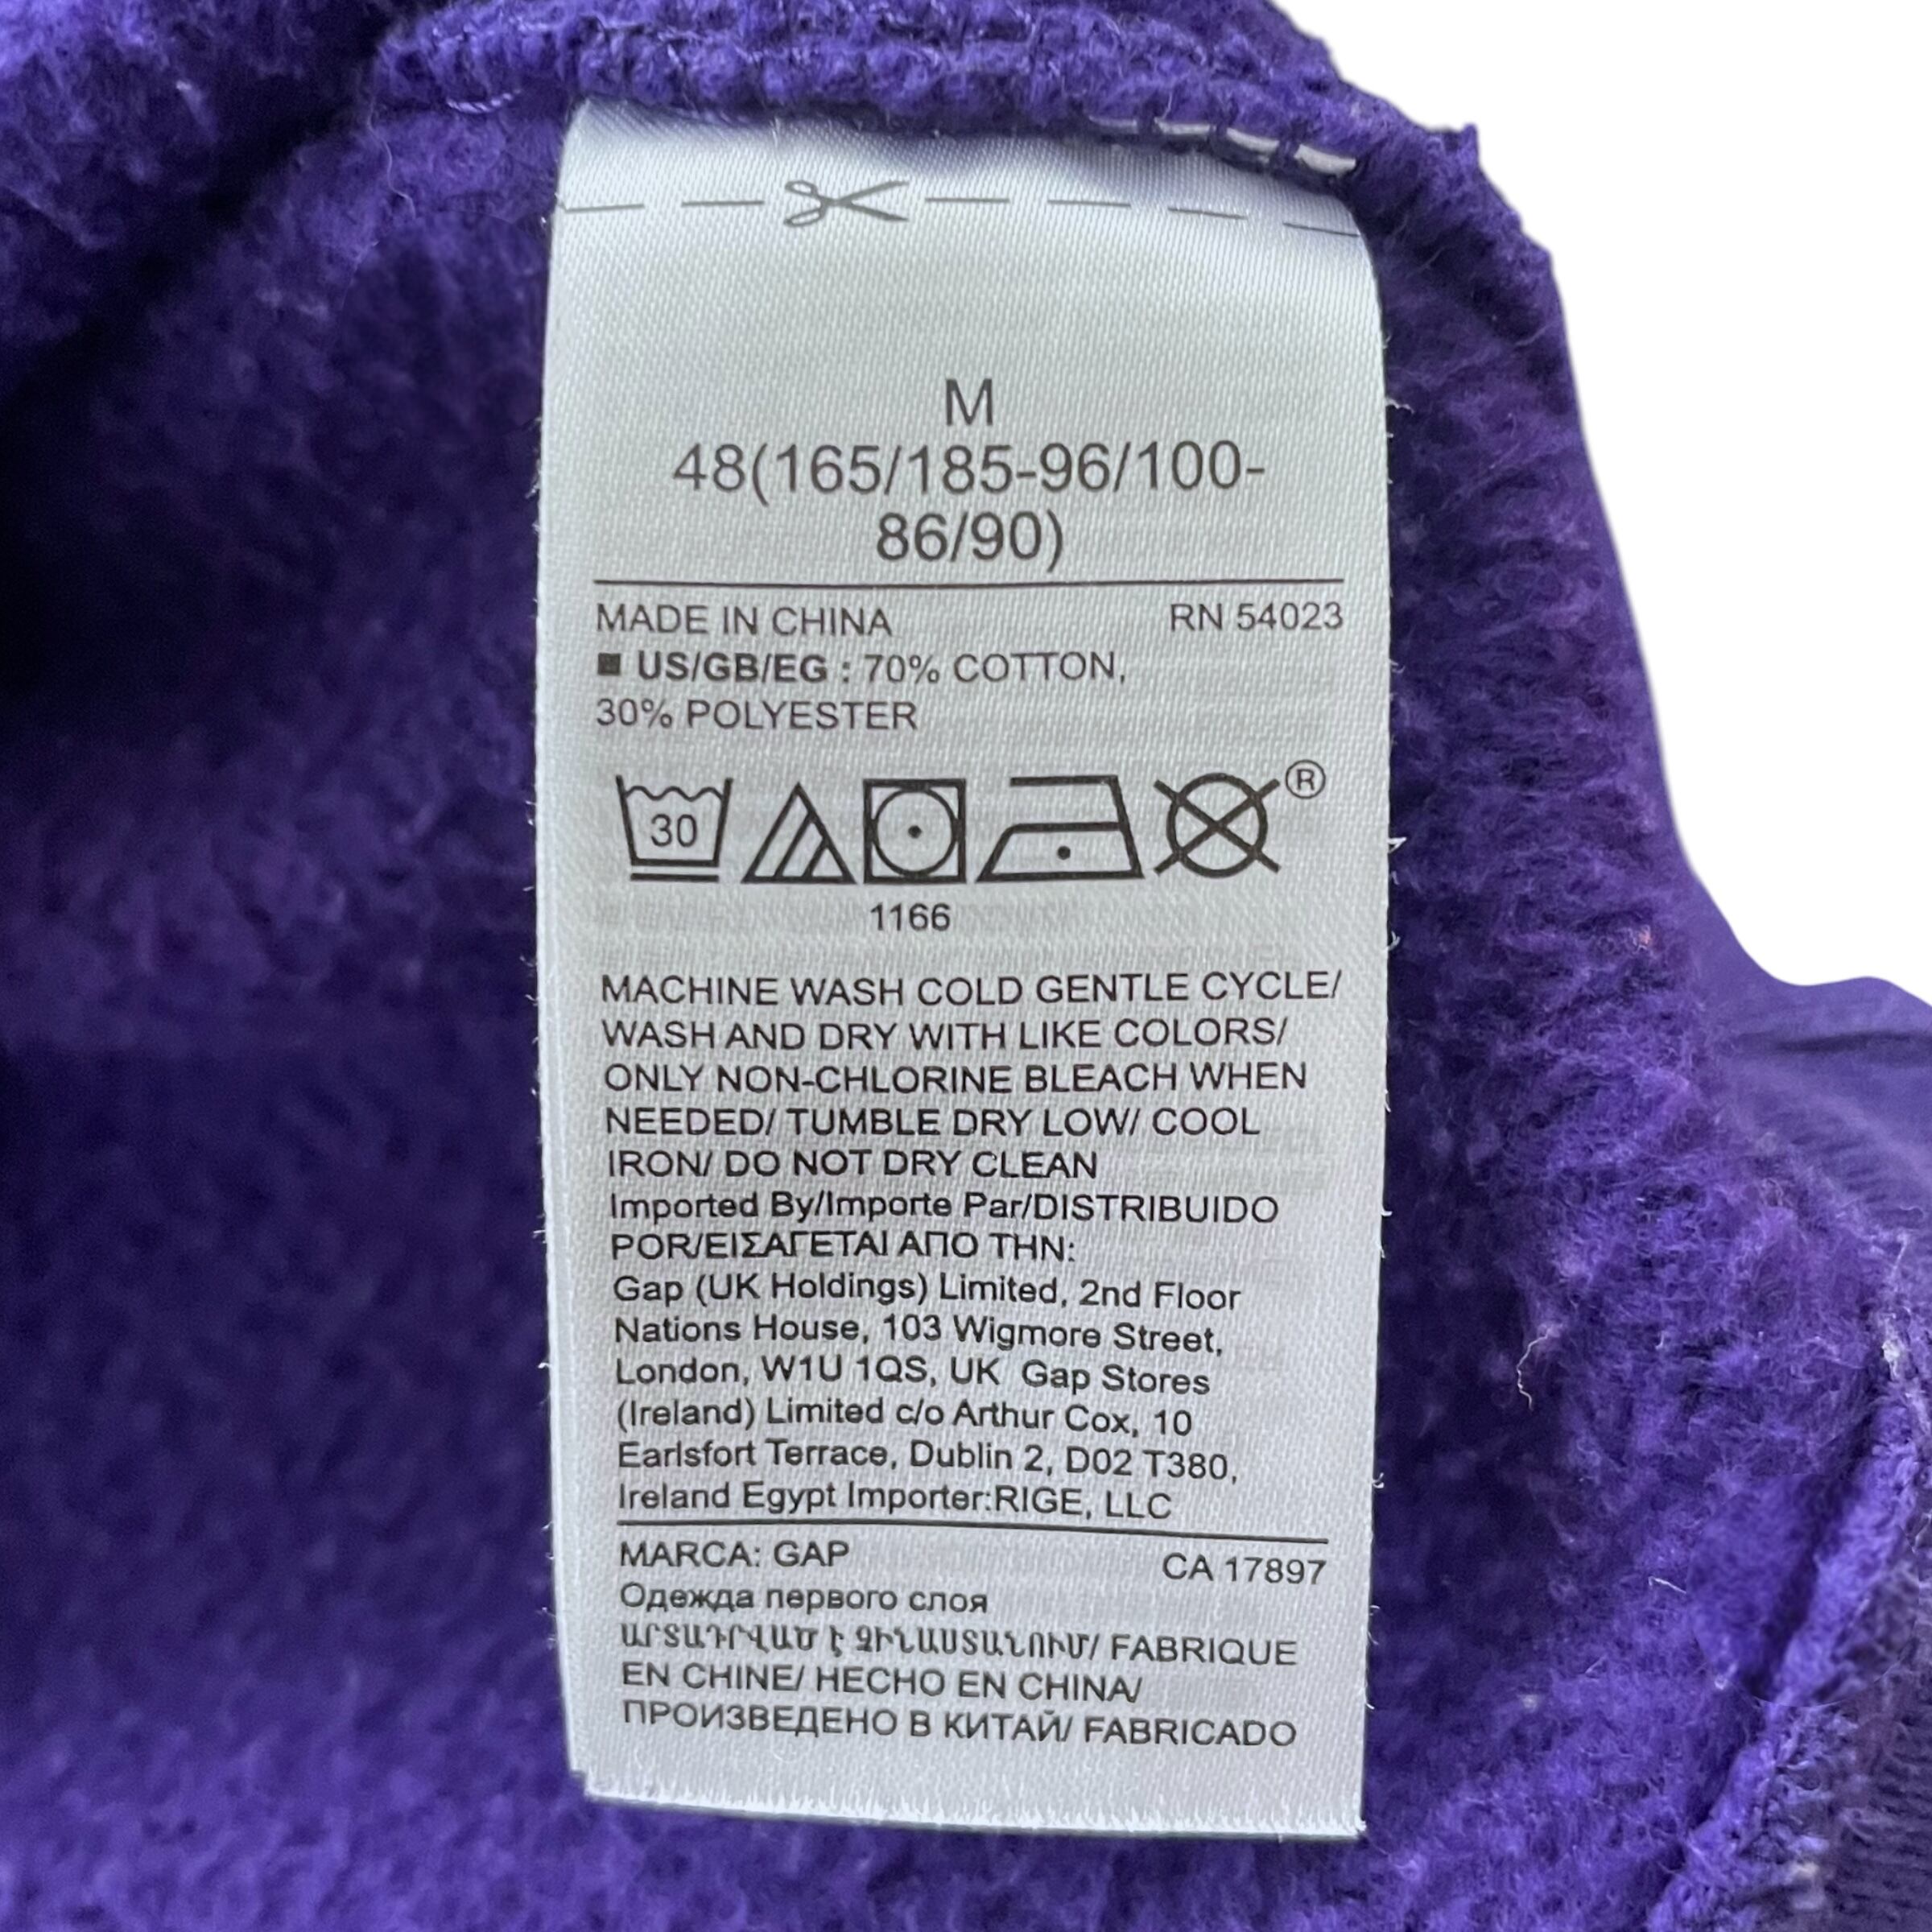 M
48(165/185-96/100-
86/90)
MADE IN CHINA RN 54023
■ US/GB/EG : 70% COTTON,
30% POLYESTER
30
®
1166
MACHINE WASH COLD GENTLE CYCLE/
WASH AND DRY WITH LIKE COLORS/
ONLY NON-CHLORINE BLEACH WHEN
NEEDED/ TUMBLE DRY LOW/ COOL
IRON/ DO NOT DRY CLEAN
Imported By/Importe Par/DISTRIBUIDO
POR/ΕΙΣΑΓΕΤΑΙ ΑΠΟ ΤΗΝ:
Gap (UK Holdings) Limited, 2nd Floor
Nations House, 103 Wigmore Street,
London, W1U 1QS, UK  Gap Stores
(Ireland) Limited c/o Arthur Cox, 10
Earlsfort Terrace, Dublin 2, D02 T380,
Ireland Egypt Importer:RIGE, LLC
MARCA: GAP CA 17897
Одежда первого слоя
ԱՐՏԱԴՐՎԱԾ Է ՉԻՆԱՍՏԱՆՈՒՄ/ FABRIQUE
EN CHINE/ HECHO EN CHINA/
ПРОИЗВЕДЕНО В КИТАЙ/ FABRICADO